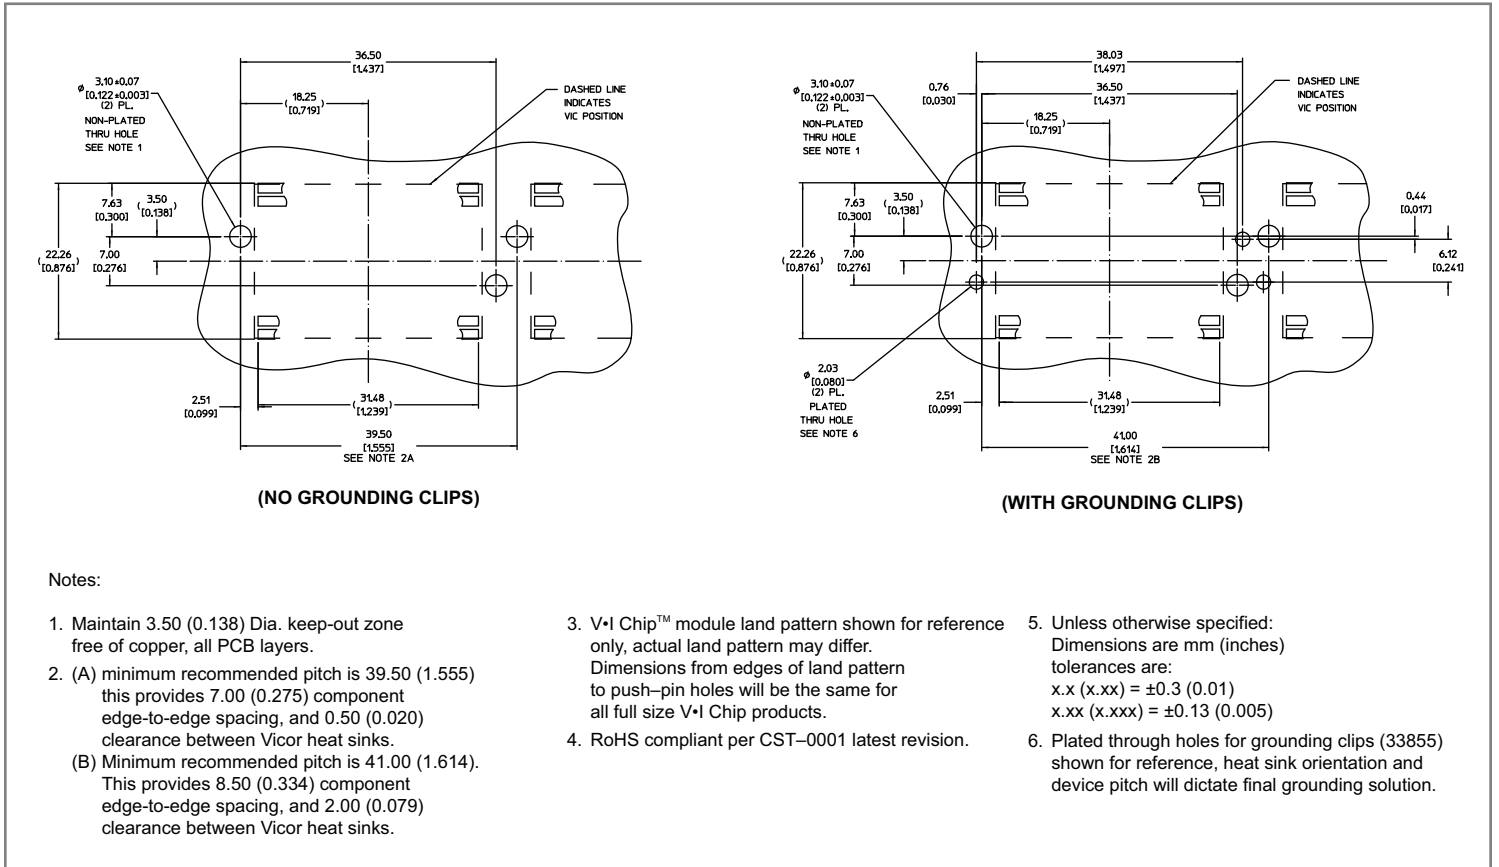 36.50
[1.437]
⌀ 3.10±0.07
[0.122±0.003]
(2) PL.
NON-PLATED
THRU HOLE
SEE NOTE 1
(18.25)
[0.719]
DASHED LINE
INDICATES
VIC POSITION
7.63
[0.300]
(3.50)
[0.138]
(22.26)
[0.876]
7.00
[0.276]
2.51
[0.099]
(31.48)
[1.239]
39.50
[1.555]
SEE NOTE 2A
(NO GROUNDING CLIPS)
38.03
[1.497]
⌀ 3.10±0.07
[0.122±0.003]
(2) PL.
NON-PLATED
THRU HOLE
SEE NOTE 1
0.76
[0.030]
36.50
[1.437]
(18.25)
[0.719]
DASHED LINE
INDICATES
VIC POSITION
7.63
[0.300]
(3.50)
[0.138]
0.44
[0.017]
(22.26)
[0.876]
7.00
[0.276]
6.12
[0.241]
⌀ 2.03
[0.080]
(2) PL.
PLATED
THRU HOLE
SEE NOTE 6
2.51
[0.099]
(31.48)
[1.239]
41.00
[1.614]
SEE NOTE 2B
(WITH GROUNDING CLIPS)
Notes:
1. Maintain 3.50 (0.138) Dia. keep-out zone
free of copper, all PCB layers.
2. (A) minimum recommended pitch is 39.50 (1.555)
this provides 7.00 (0.275) component
edge-to-edge spacing, and 0.50 (0.020)
clearance between Vicor heat sinks.
(B) Minimum recommended pitch is 41.00 (1.614).
This provides 8.50 (0.334) component
edge-to-edge spacing, and 2.00 (0.079)
clearance between Vicor heat sinks.
3. V•I Chip™ module land pattern shown for reference
only, actual land pattern may differ.
Dimensions from edges of land pattern
to push–pin holes will be the same for
all full size V•I Chip products.
4. RoHS compliant per CST–0001 latest revision.
5. Unless otherwise specified:
Dimensions are mm (inches)
tolerances are:
x.x (x.xx) = ±0.3 (0.01)
x.xx (x.xxx) = ±0.13 (0.005)
6. Plated through holes for grounding clips (33855)
shown for reference, heat sink orientation and
device pitch will dictate final grounding solution.